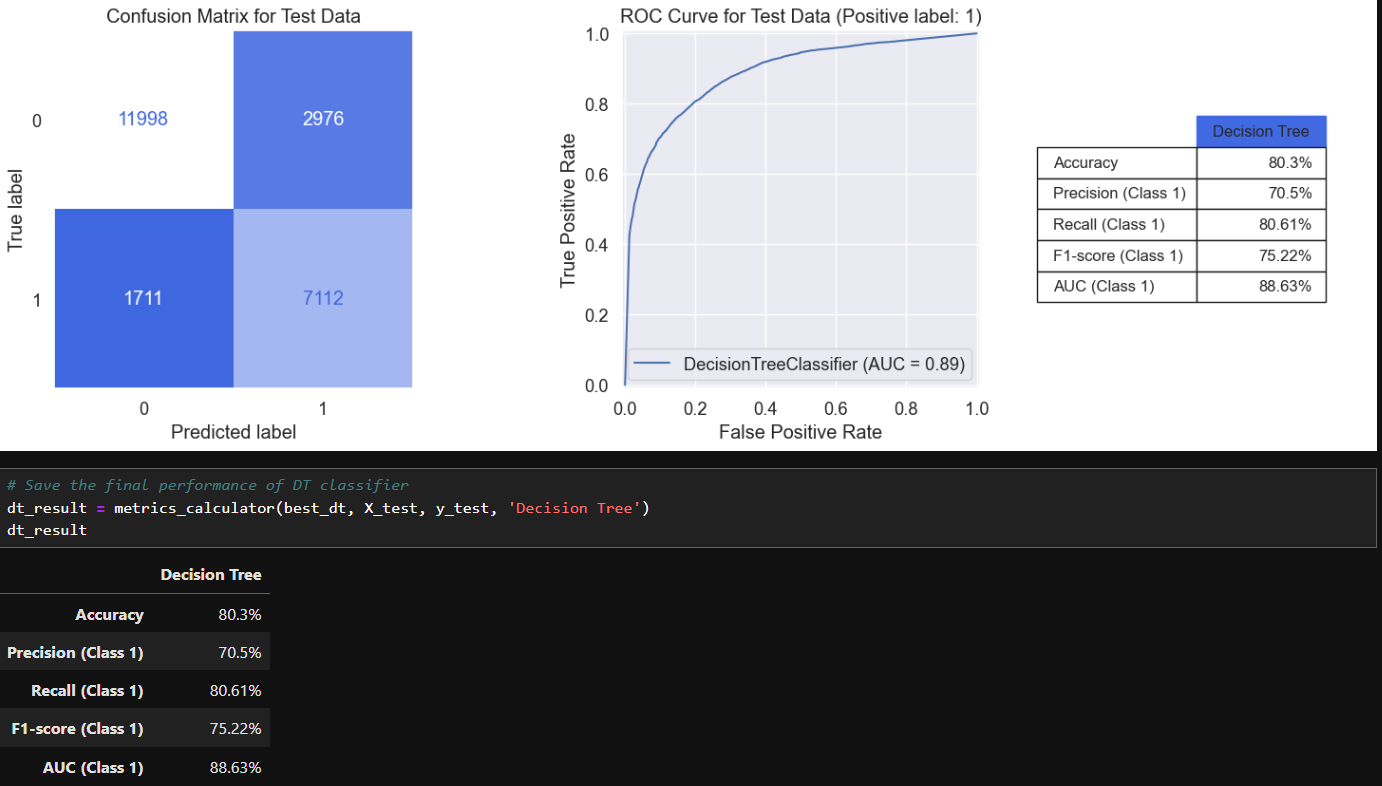 Confusion Matrix for Test Data
True label
0
11998
2976
1
1711
7112
0
1
Predicted label
ROC Curve for Test Data (Positive label: 1)
True Positive Rate
1.0
0.8
0.6
0.4
0.2
0.0
DecisionTreeClassifier (AUC = 0.89)
0.0
0.2
0.4
0.6
0.8
1.0
False Positive Rate
Decision Tree
Accuracy 80.3%
Precision (Class 1) 70.5%
Recall (Class 1) 80.61%
F1-score (Class 1) 75.22%
AUC (Class 1) 88.63%
# Save the final performance of DT classifier
dt_result = metrics_calculator(best_dt, X_test, y_test, 'Decision Tree')
dt_result
Decision Tree
Accuracy 80.3%
Precision (Class 1) 70.5%
Recall (Class 1) 80.61%
F1-score (Class 1) 75.22%
AUC (Class 1) 88.63%